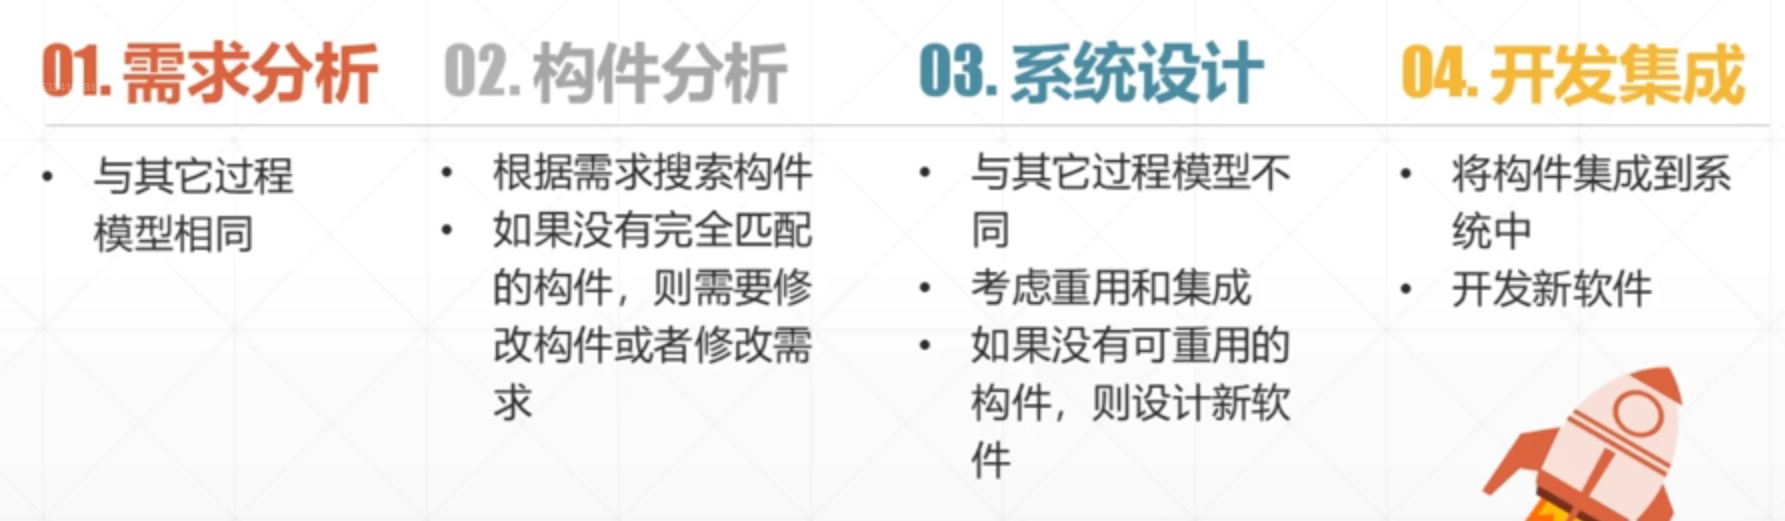 01. 需求分析
• 与其它过程
模型相同
02. 构件分析
• 根据需求搜索构件
• 如果没有完全匹配
的构件，则需要修
改构件或者修改需
求
03. 系统设计
• 与其它过程模型不
同
• 考虑重用和集成
• 如果没有可重用的
构件，则设计新软
件
04. 开发集成
• 将构件集成到系
统中
• 开发新软件